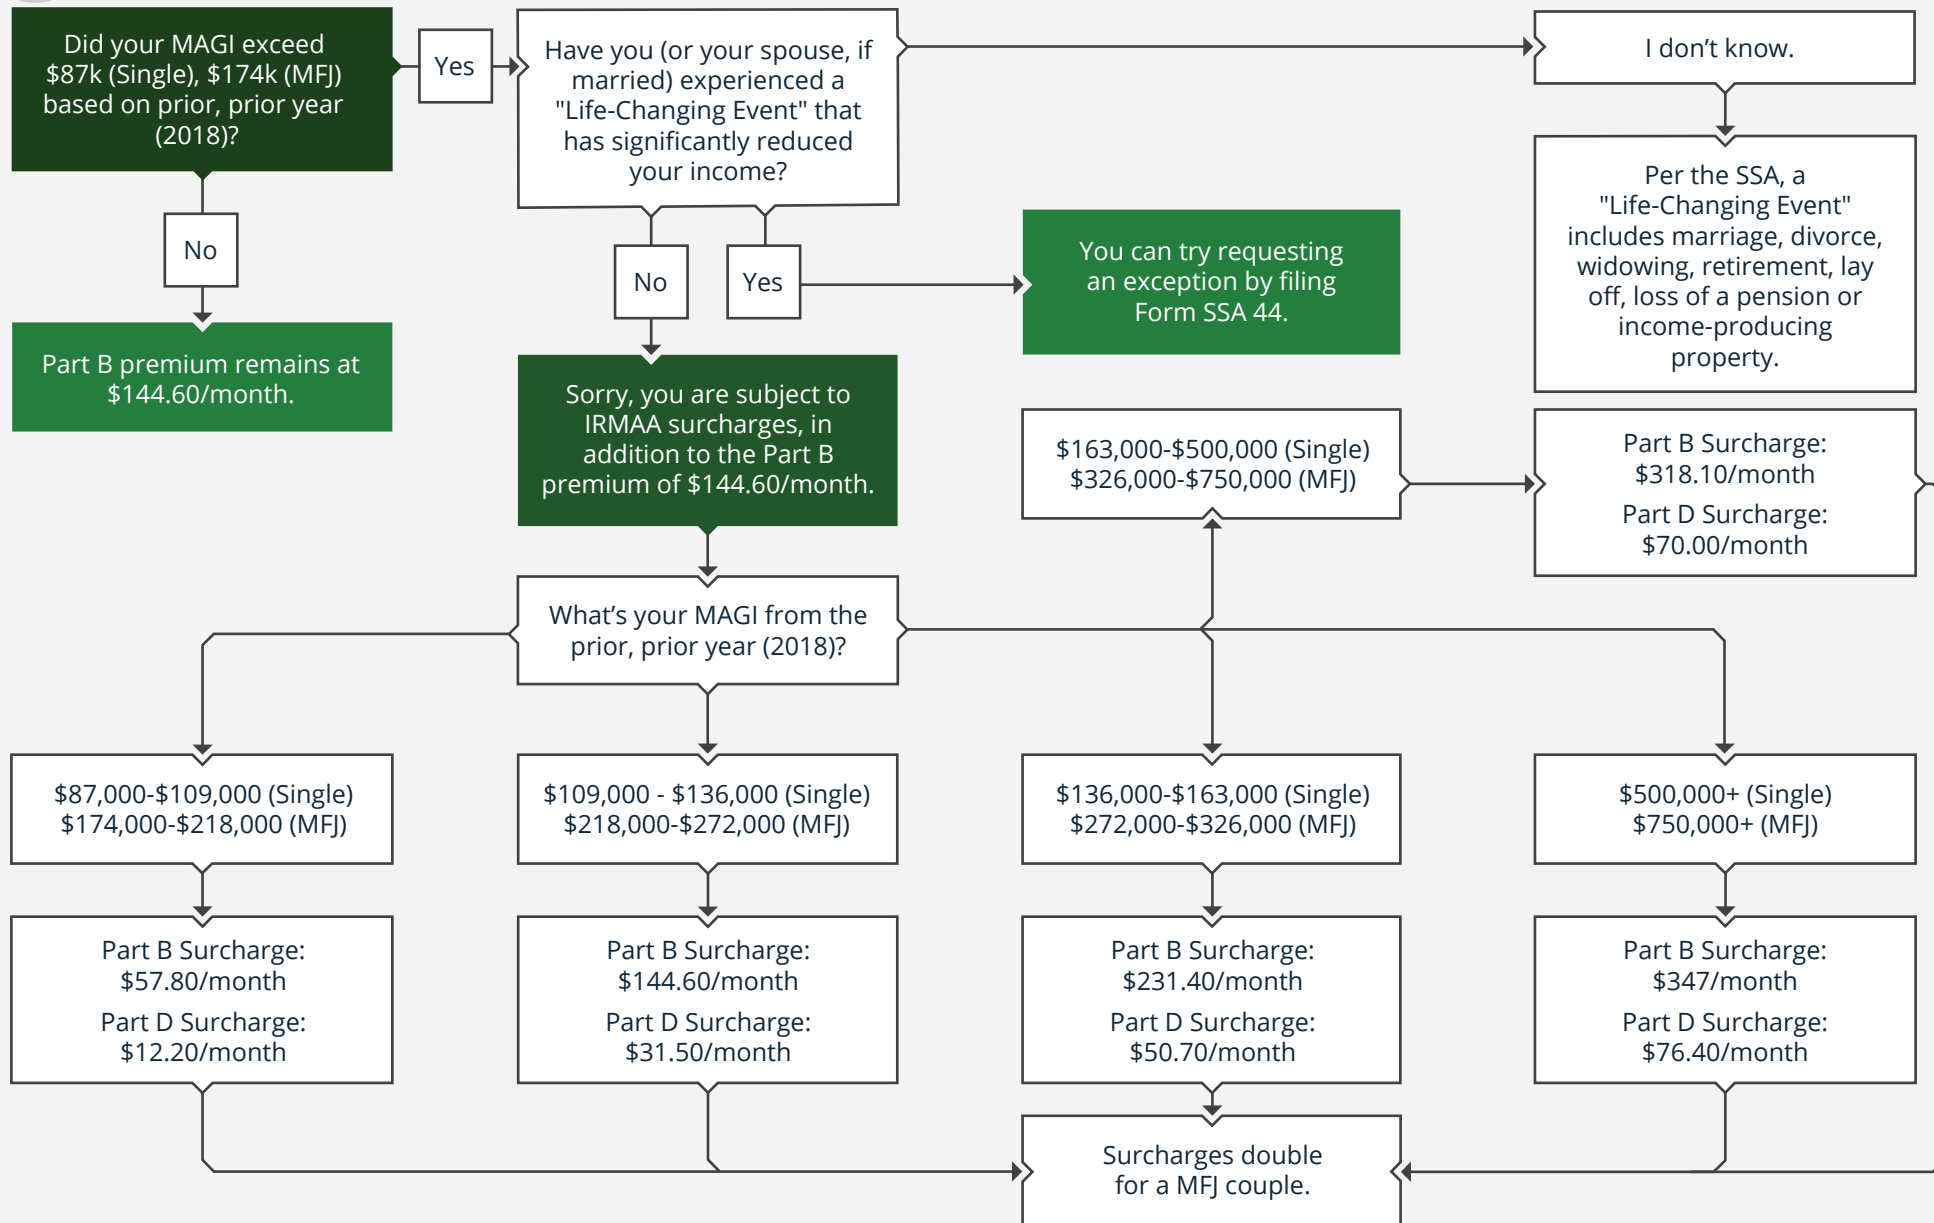 Did your MAGI exceed
$87k (Single), $174k (MFJ)
based on prior, prior year
(2018)?
Yes
Have you (or your spouse, if
married) experienced a
"Life-Changing Event" that
has significantly reduced
your income?
I don’t know.
Per the SSA, a
"Life-Changing Event"
includes marriage, divorce,
widowing, retirement, lay
off, loss of a pension or
income-producing
property.
No
Part B premium remains at
$144.60/month.
No
Yes
You can try requesting
an exception by filing
Form SSA 44.
Sorry, you are subject to
IRMAA surcharges, in
addition to the Part B
premium of $144.60/month.
$163,000-$500,000 (Single)
$326,000-$750,000 (MFJ)
Part B Surcharge:
$318.10/month
Part D Surcharge:
$70.00/month
What’s your MAGI from the
prior, prior year (2018)?
$87,000-$109,000 (Single)
$174,000-$218,000 (MFJ)
$109,000 - $136,000 (Single)
$218,000-$272,000 (MFJ)
$136,000-$163,000 (Single)
$272,000-$326,000 (MFJ)
$500,000+ (Single)
$750,000+ (MFJ)
Part B Surcharge:
$57.80/month
Part D Surcharge:
$12.20/month
Part B Surcharge:
$144.60/month
Part D Surcharge:
$31.50/month
Part B Surcharge:
$231.40/month
Part D Surcharge:
$50.70/month
Part B Surcharge:
$347/month
Part D Surcharge:
$76.40/month
Surcharges double
for a MFJ couple.